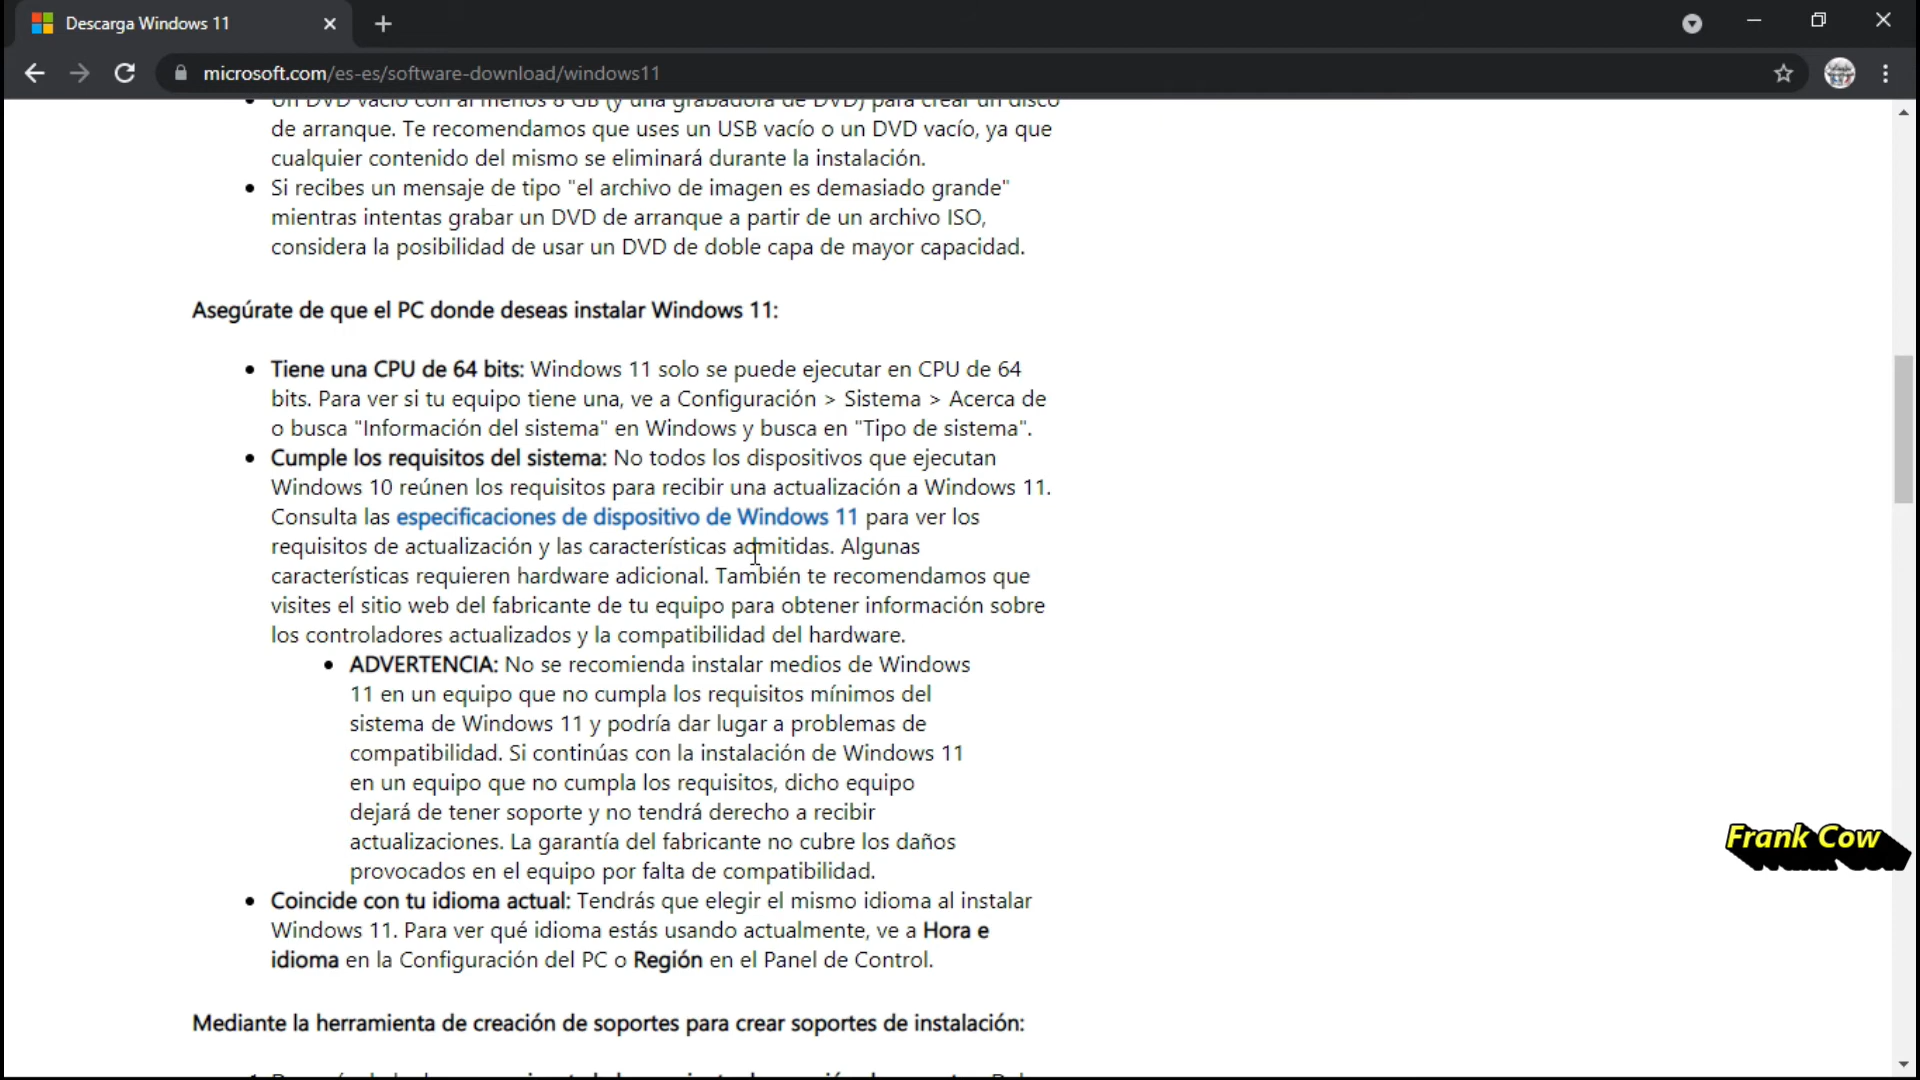 Descarga Windows 11
microsoft.com/es-es/software-download/windows11
Un DVD vacío con al menos 8 GB (y una grabadora de DVD) para crear un disco
de arranque. Te recomendamos que uses un USB vacío o un DVD vacío, ya que
cualquier contenido del mismo se eliminará durante la instalación.
Si recibes un mensaje de tipo "el archivo de imagen es demasiado grande"
mientras intentas grabar un DVD de arranque a partir de un archivo ISO,
considera la posibilidad de usar un DVD de doble capa de mayor capacidad.
Asegúrate de que el PC donde deseas instalar Windows 11:
Tiene una CPU de 64 bits: Windows 11 solo se puede ejecutar en CPU de 64
bits. Para ver si tu equipo tiene una, ve a Configuración > Sistema > Acerca de
o busca "Información del sistema" en Windows y busca en "Tipo de sistema".
Cumple los requisitos del sistema: No todos los dispositivos que ejecutan
Windows 10 reúnen los requisitos para recibir una actualización a Windows 11.
Consulta las especificaciones de dispositivo de Windows 11 para ver los
requisitos de actualización y las características admitidas. Algunas
características requieren hardware adicional. También te recomendamos que
visites el sitio web del fabricante de tu equipo para obtener información sobre
los controladores actualizados y la compatibilidad del hardware.
ADVERTENCIA: No se recomienda instalar medios de Windows
11 en un equipo que no cumpla los requisitos mínimos del
sistema de Windows 11 y podría dar lugar a problemas de
compatibilidad. Si continúas con la instalación de Windows 11
en un equipo que no cumpla los requisitos, dicho equipo
dejará de tener soporte y no tendrá derecho a recibir
actualizaciones. La garantía del fabricante no cubre los daños
provocados en el equipo por falta de compatibilidad.
Frank Cow
Coincide con tu idioma actual: Tendrás que elegir el mismo idioma al instalar
Windows 11. Para ver qué idioma estás usando actualmente, ve a Hora e
idioma en la Configuración del PC o Región en el Panel de Control.
Mediante la herramienta de creación de soportes para crear soportes de instalación: